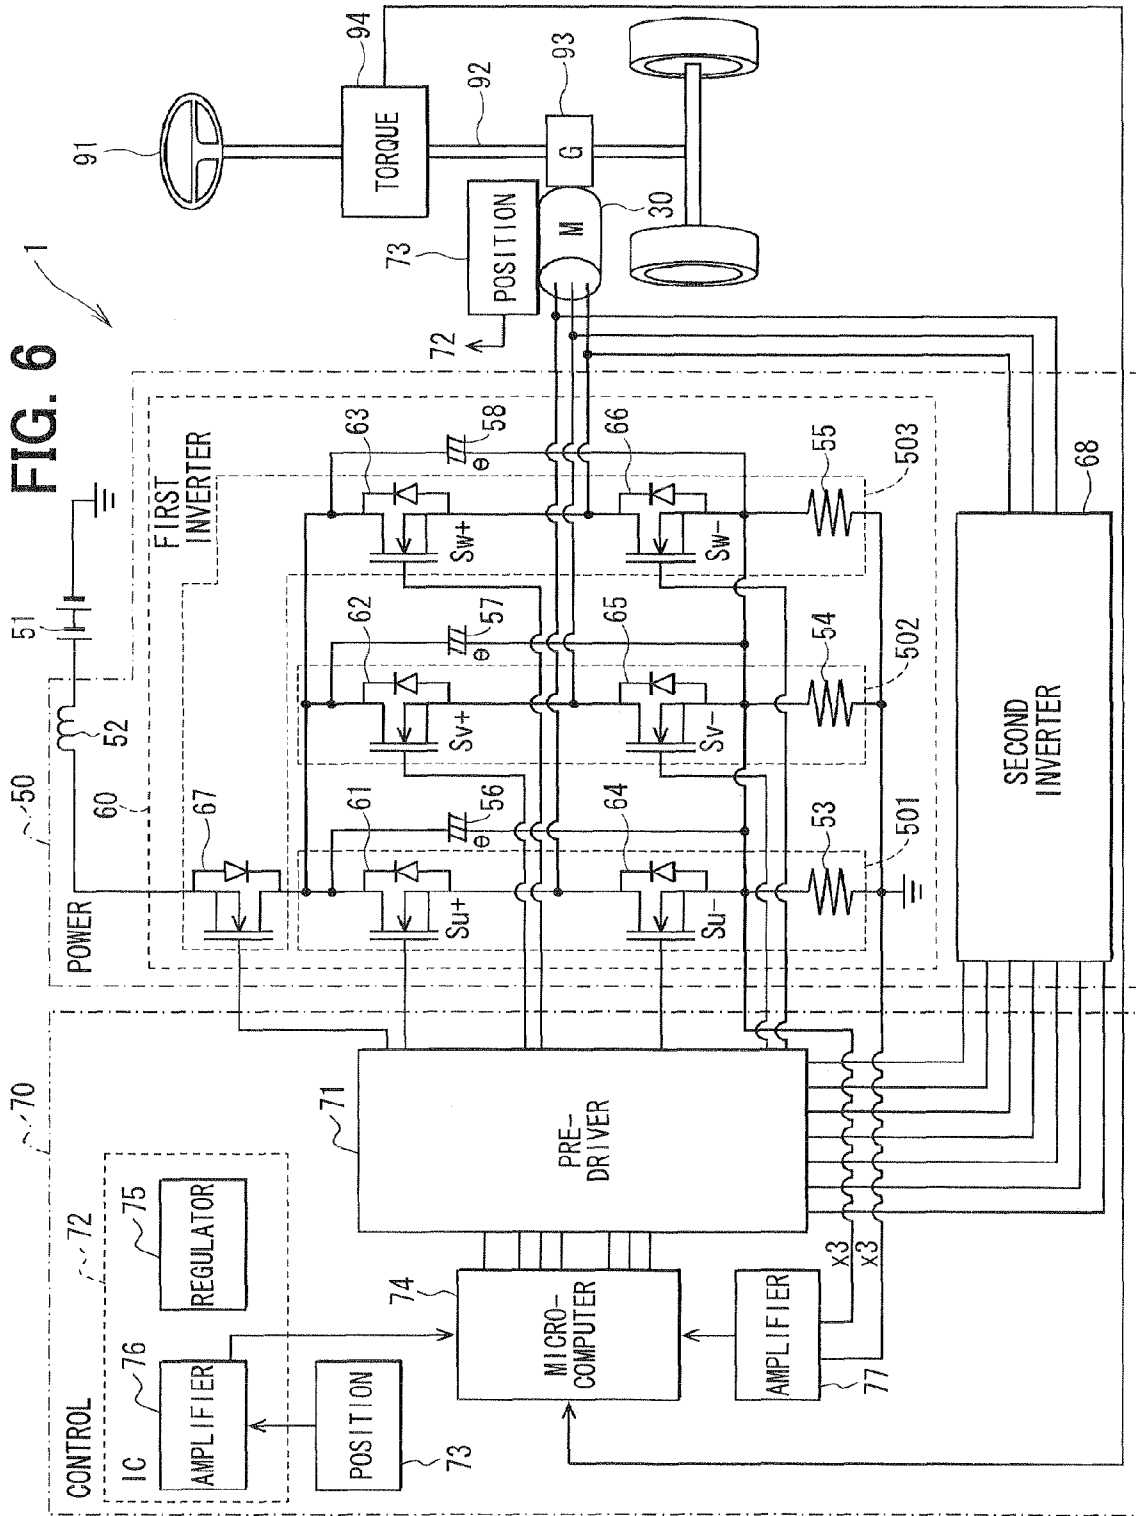 FIG. 6
1
91
94
TORQUE
92
93
G
73
POSITION
M
30
72
50
51
52
POWER
60
FIRST
INVERTER
67
61
62
63
Su+
Sv+
Sw+
56
57
58
⊖
⊖
⊖
64
65
66
Su-
Sv-
Sw-
53
54
55
501
502
503
SECOND
INVERTER
68
70
CONTROL
72
IC
75
REGULATOR
76
AMPLIFIER
POSITION
73
71
PRE-
DRIVER
74
MICRO-
COMPUTER
AMPLIFIER
77
x3
x3